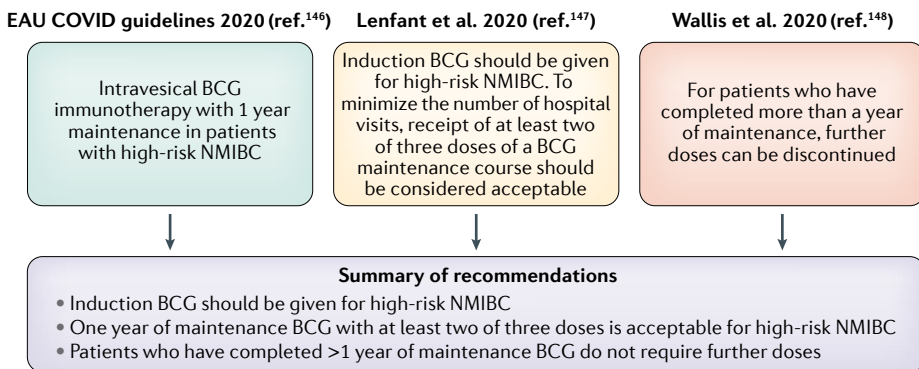 EAU COVID guidelines 2020 (ref.¹⁴⁶)
Intravesical BCG
immunotherapy with 1 year
maintenance in patients
with high-risk NMIBC
Lenfant et al. 2020 (ref.¹⁴⁷)
Induction BCG should be given
for high-risk NMIBC. To
minimize the number of hospital
visits, receipt of at least two
of three doses of a BCG
maintenance course should
be considered acceptable
Wallis et al. 2020 (ref.¹⁴⁸)
For patients who have
completed more than a year
of maintenance, further
doses can be discontinued
Summary of recommendations
• Induction BCG should be given for high-risk NMIBC
• One year of maintenance BCG with at least two of three doses is acceptable for high-risk NMIBC
• Patients who have completed >1 year of maintenance BCG do not require further doses